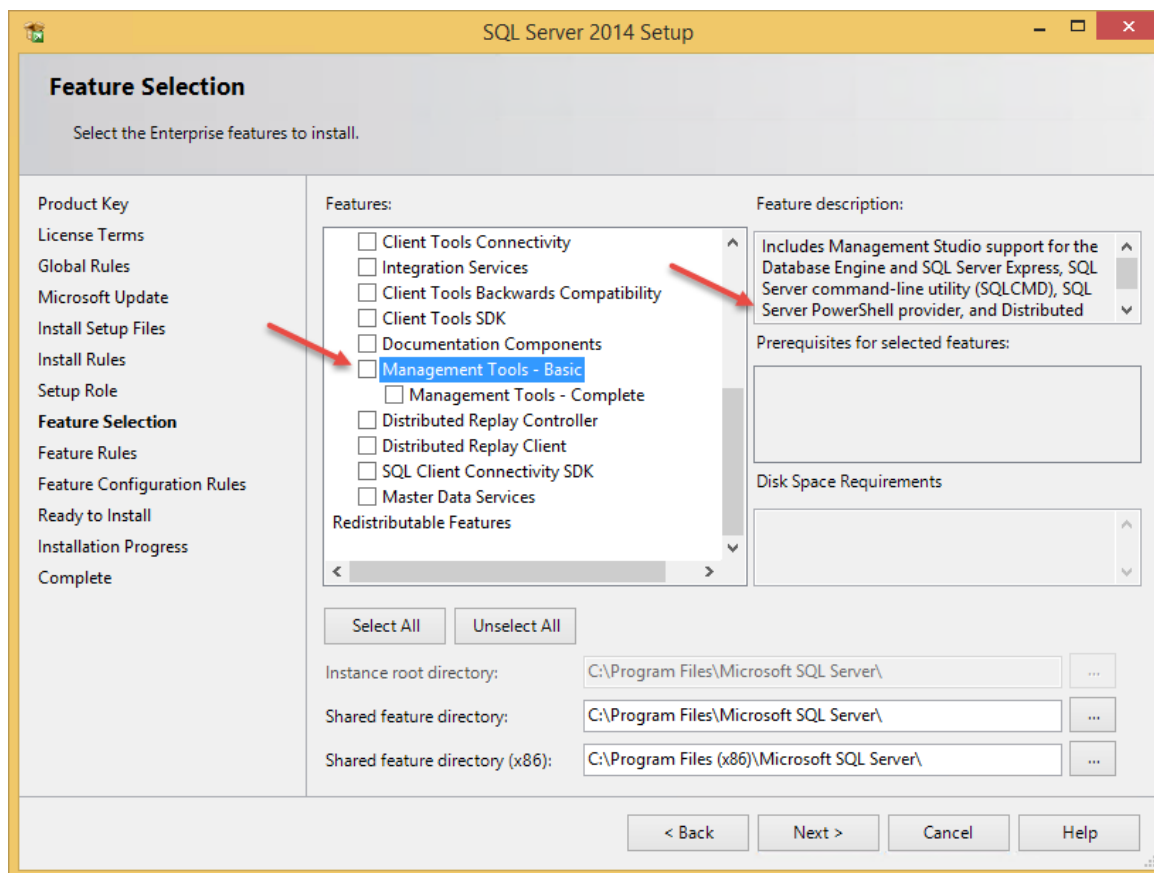 SQL Server 2014 Setup
Feature Selection
Select the Enterprise features to install.
Product Key
License Terms
Global Rules
Microsoft Update
Install Setup Files
Install Rules
Setup Role
Feature Selection
Feature Rules
Feature Configuration Rules
Ready to Install
Installation Progress
Complete
Features:
Client Tools Connectivity
Integration Services
Client Tools Backwards Compatibility
Client Tools SDK
Documentation Components
Management Tools - Basic
Management Tools - Complete
Distributed Replay Controller
Distributed Replay Client
SQL Client Connectivity SDK
Master Data Services
Redistributable Features
Feature description:
Includes Management Studio support for the
Database Engine and SQL Server Express, SQL
Server command-line utility (SQLCMD), SQL
Server PowerShell provider, and Distributed
Prerequisites for selected features:
Disk Space Requirements
Select All
Unselect All
Instance root directory:
C:\Program Files\Microsoft SQL Server\
...
Shared feature directory:
C:\Program Files\Microsoft SQL Server\
...
Shared feature directory (x86):
C:\Program Files (x86)\Microsoft SQL Server\
...
< Back
Next >
Cancel
Help